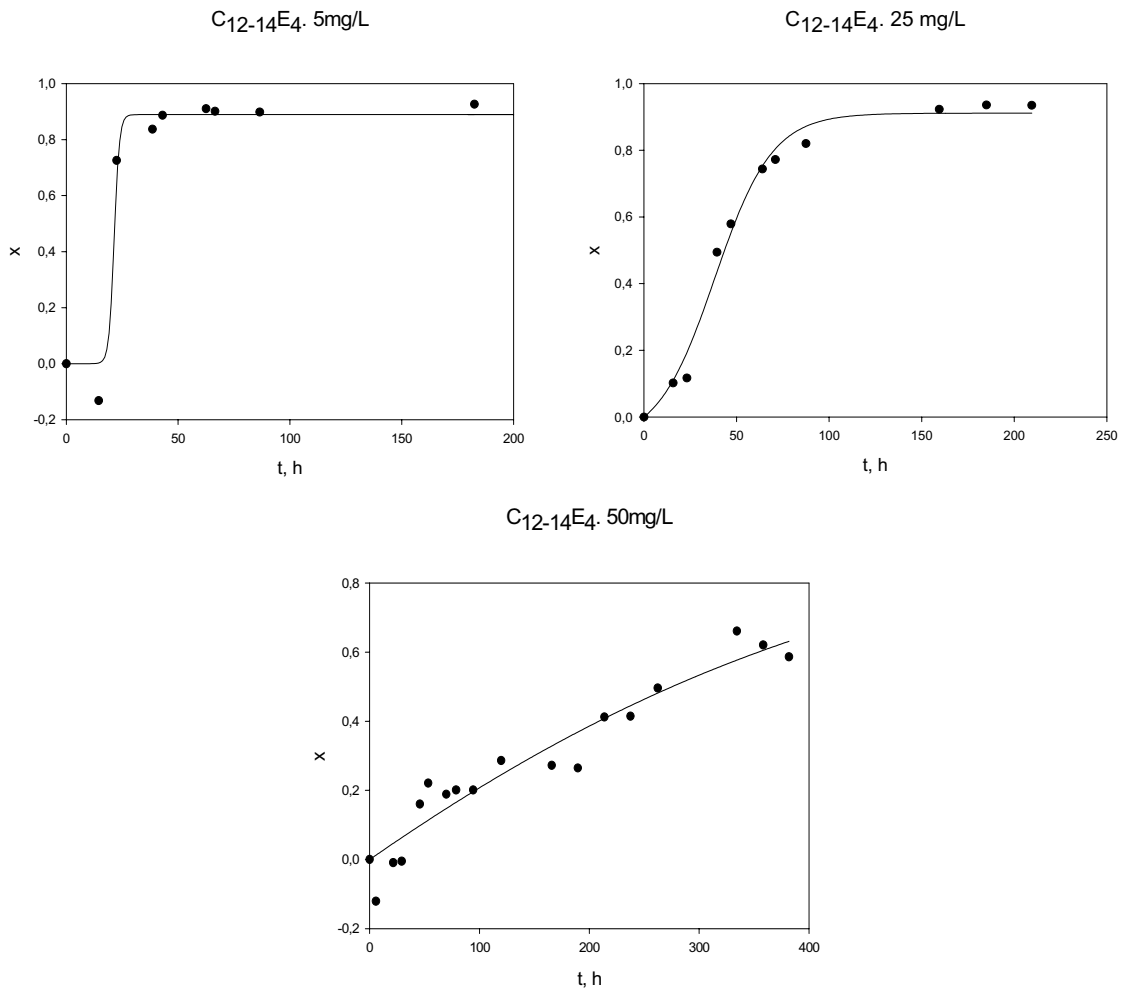 C12-14E4. 5mg/L
1,0
0,8
0,6
0,4
0,2
0,0
-0,2
x
0 50 100 150 200
t, h
C12-14E4. 25 mg/L
1,0
0,8
0,6
0,4
0,2
0,0
x
0 50 100 150 200 250
t, h
C12-14E4. 50mg/L
0,8
0,6
0,4
0,2
0,0
-0,2
x
0 100 200 300 400
t, h